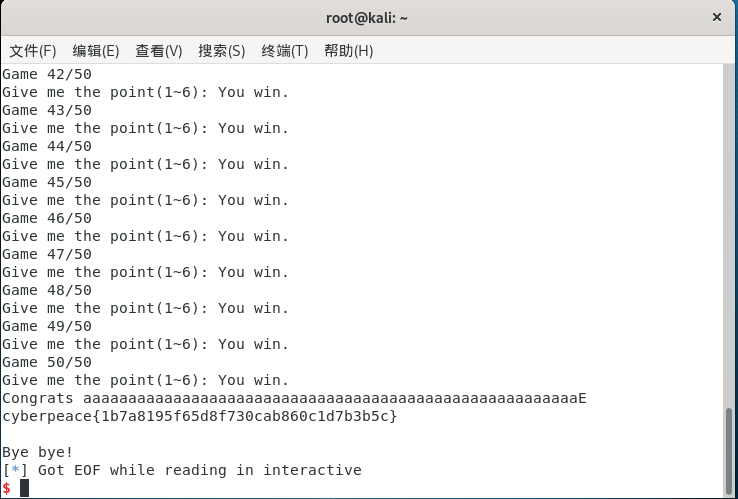 root@kali: ~
×
文件(F) 编辑(E) 查看(V) 搜索(S) 终端(T) 帮助(H)
Game 42/50
Give me the point(1~6): You win.
Game 43/50
Give me the point(1~6): You win.
Game 44/50
Give me the point(1~6): You win.
Game 45/50
Give me the point(1~6): You win.
Game 46/50
Give me the point(1~6): You win.
Game 47/50
Give me the point(1~6): You win.
Game 48/50
Give me the point(1~6): You win.
Game 49/50
Give me the point(1~6): You win.
Game 50/50
Give me the point(1~6): You win.
Congrats aaaaaaaaaaaaaaaaaaaaaaaaaaaaaaaaaaaaaaaaaaaaaaaaaaaaaaaE
cyberpeace{1b7a8195f65d8f730cab860c1d7b3b5c}
Bye bye!
[*] Got EOF while reading in interactive
$